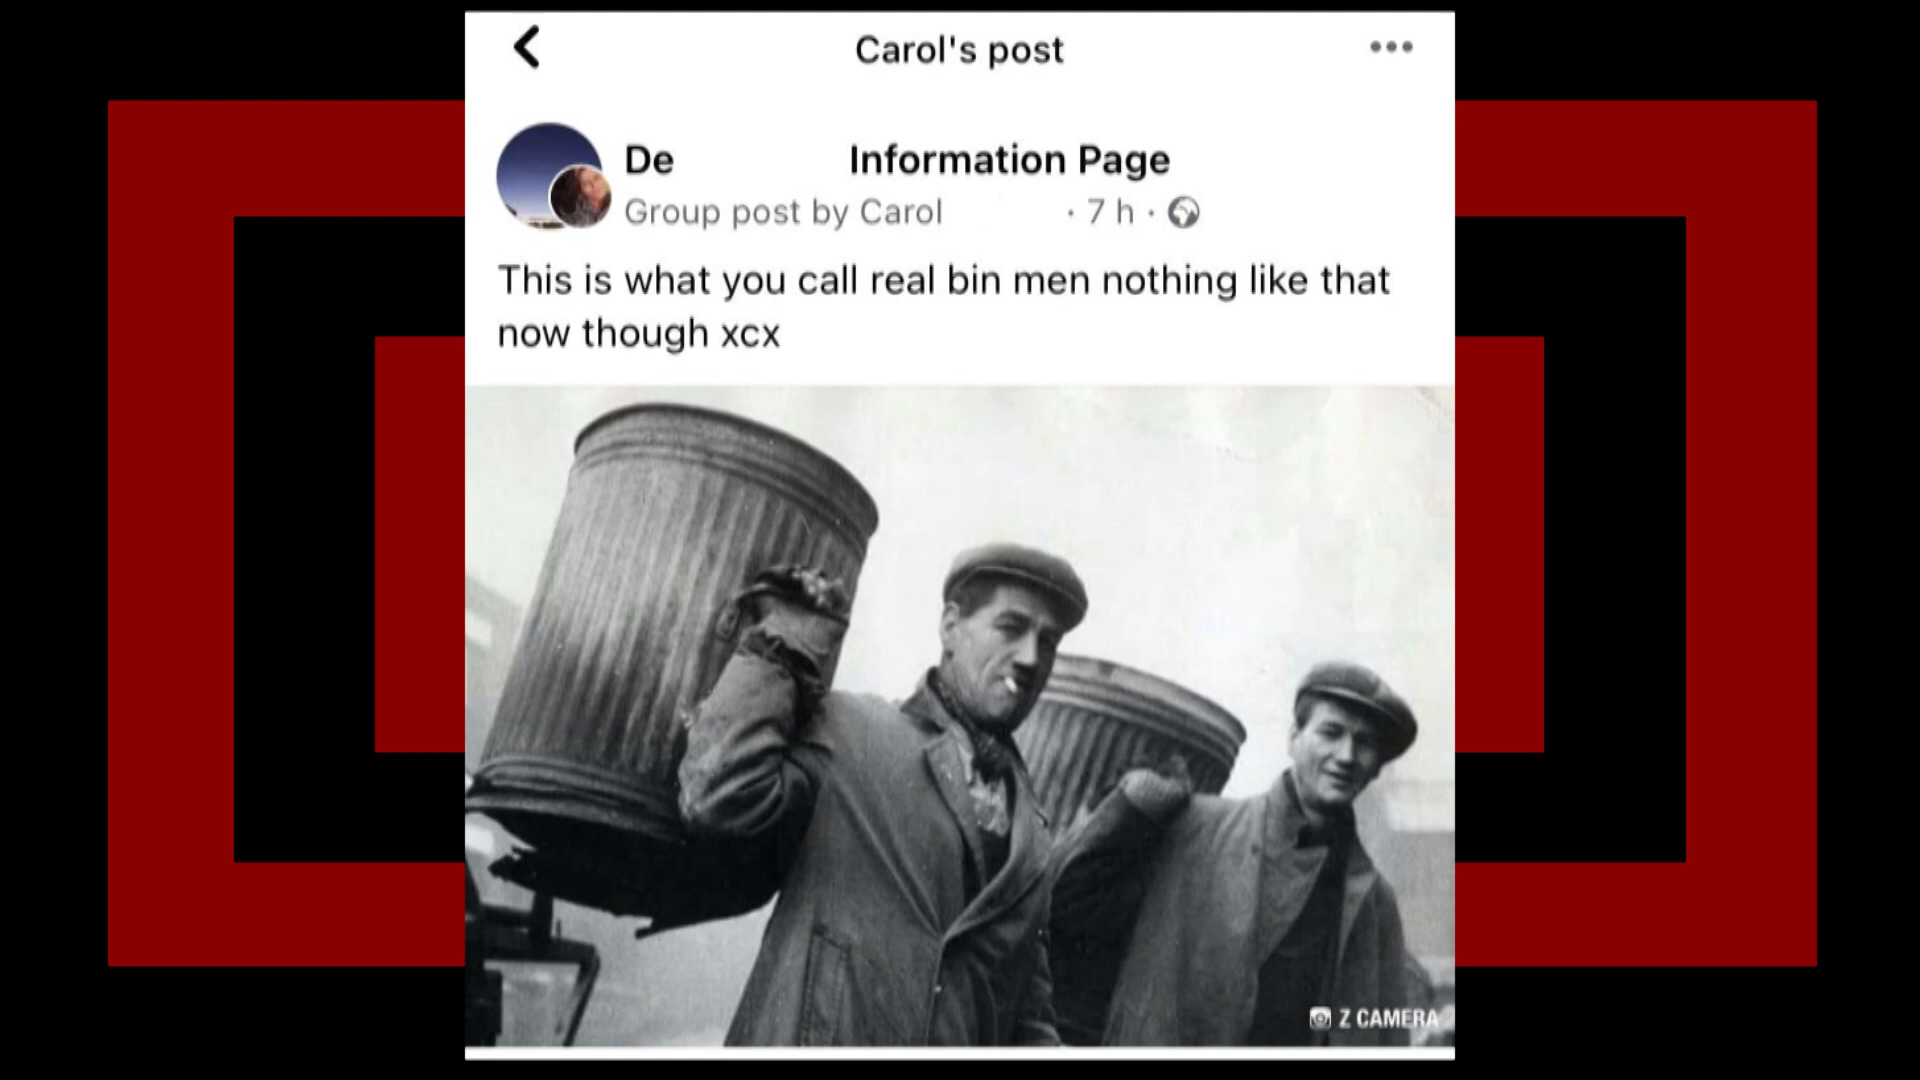 Carol's post
De Information Page
Group post by Carol · 7 h ·
This is what you call real bin men nothing like that
now though xcx
Z CAMERA